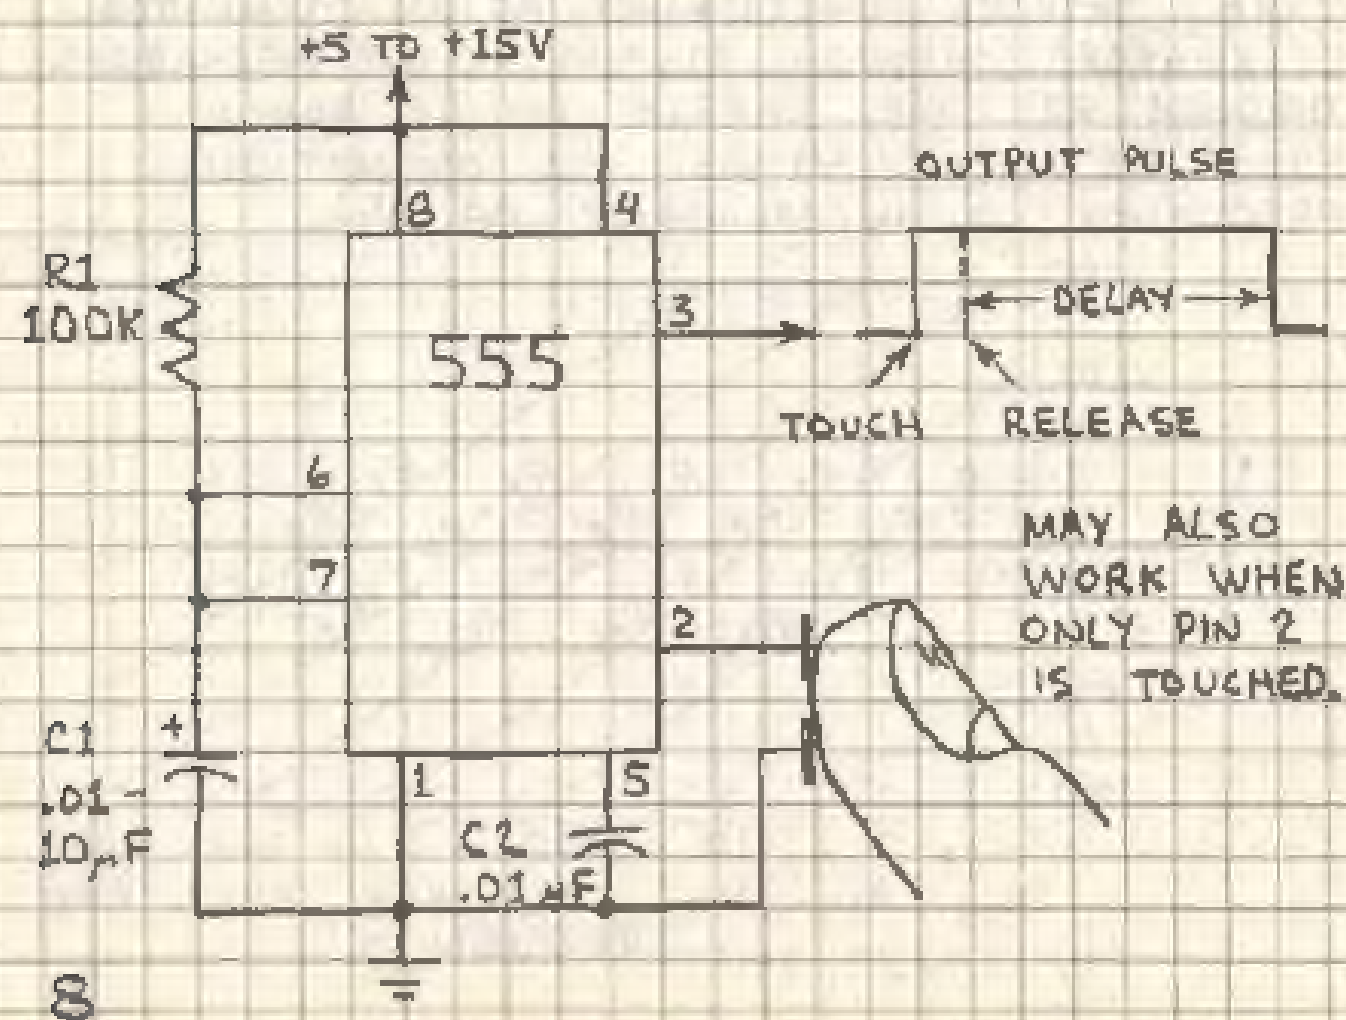 +5 TO +15V
OUTPUT PULSE
8
4
R1
100K
3
DELAY
555
TOUCH
RELEASE
6
MAY ALSO
WORK WHEN
ONLY PIN 2
IS TOUCHED.
7
2
C1
+
.01-
10μF
1
5
C2
.01μF
8